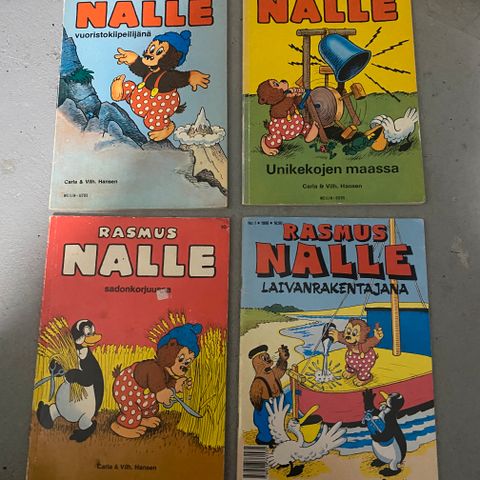 NALLE
vuoristokiipeilijänä
Carla & Vilh. Hansen
NALLE
Unikekojen maassa
Carla & Vilh. Hansen
RASMUS
NALLE
sadonkorjuussa
Carla & Vilh. Hansen
RASMUS
NALLE
LAIVANRAKENTAJANA